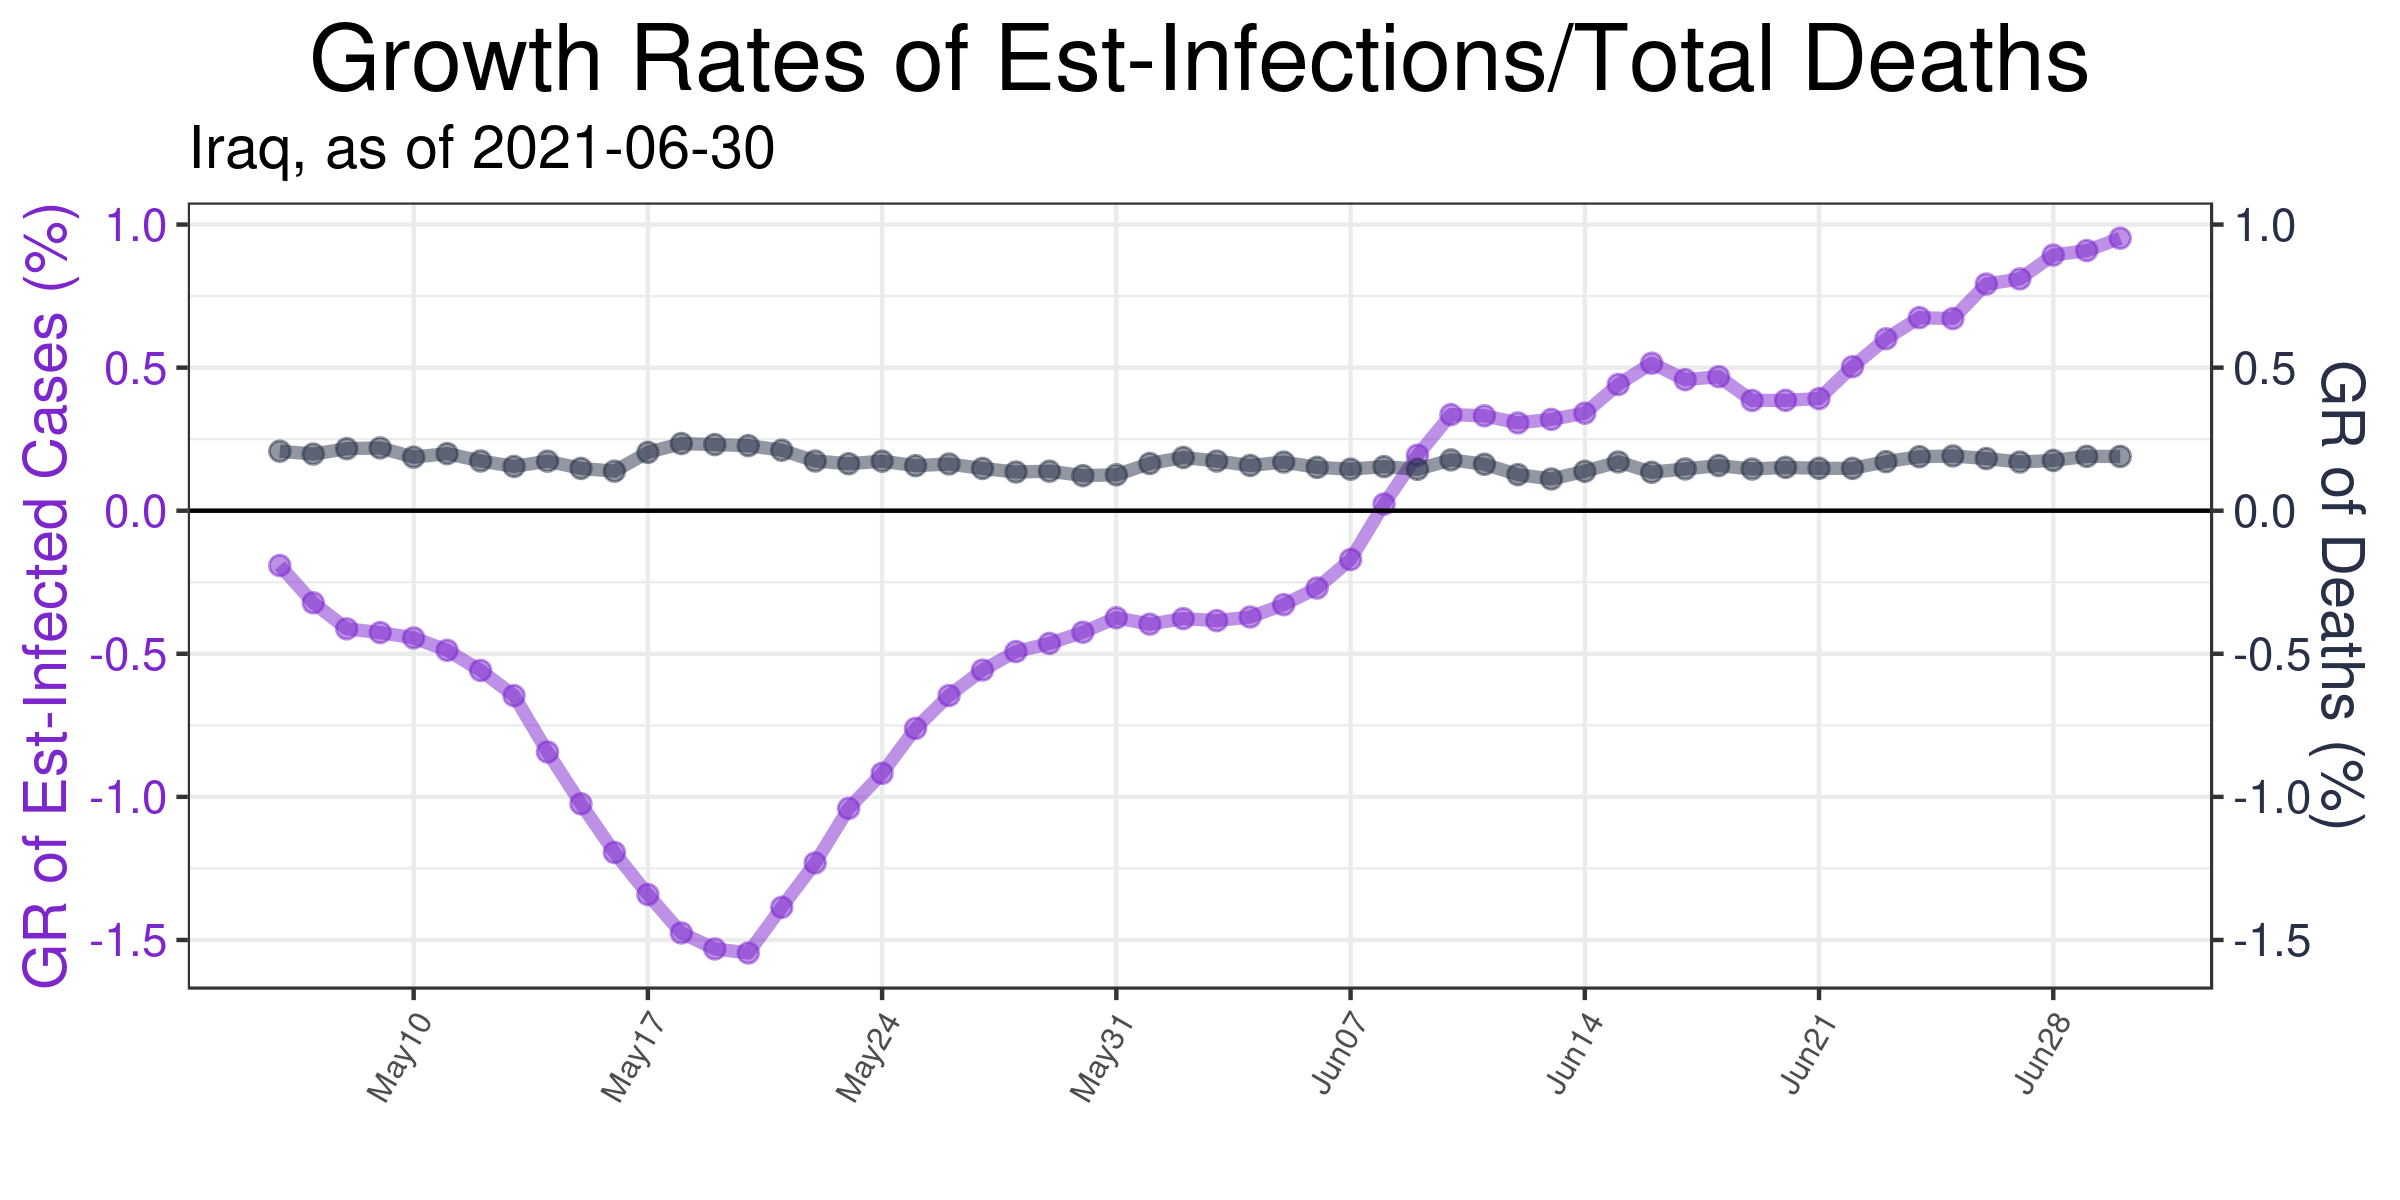 Growth Rates of Est-Infections/Total Deaths
Iraq, as of 2021-06-30
GR of Est-Infected Cases (%)
1.0
0.5
0.0
-0.5
-1.0
-1.5
1.0
0.5
0.0
-0.5
-1.0
-1.5
GR of Deaths (%)
May10
May17
May24
May31
Jun07
Jun14
Jun21
Jun28